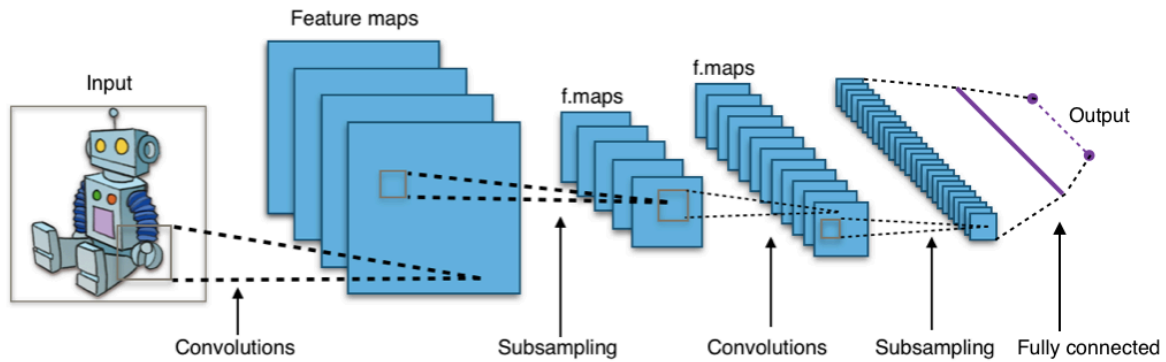 Feature maps
Input
f.maps
f.maps
Output
Convolutions
Subsampling
Convolutions
Subsampling
Fully connected